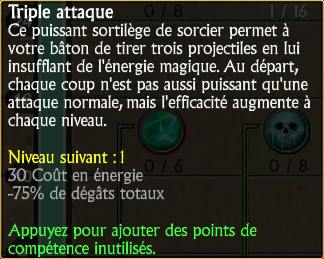 Triple attaque
0 / 8
1 / 16
Ce puissant sortilège de sorcier permet à
votre bâton de tirer trois projectiles en lui
insufflant de l'énergie magique. Au départ,
chaque coup n'est pas aussi puissant qu'une
attaque normale, mais l'efficacité augmente à
chaque niveau.
Niveau suivant : 1
0 / 6
0 / 8
30 Coût en énergie
-75% de dégâts totaux
Appuyez pour ajouter des points de
compétence inutilisés.